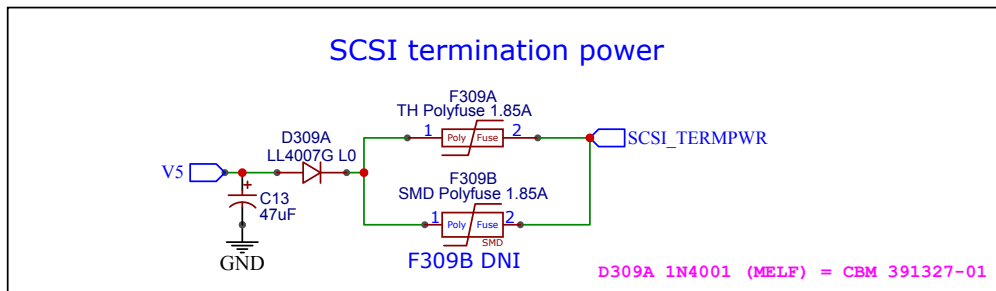 SCSI termination power
F309A
TH Polyfuse 1.85A
1 Poly Fuse 2
SCSI_TERMPWR
D309A
LL4007G L0
V5
+
C13
47uF
GND
F309B
SMD Polyfuse 1.85A
1 Poly Fuse 2
SMD
F309B DNI
D309A 1N4001 (MELF) = CBM 391327-01